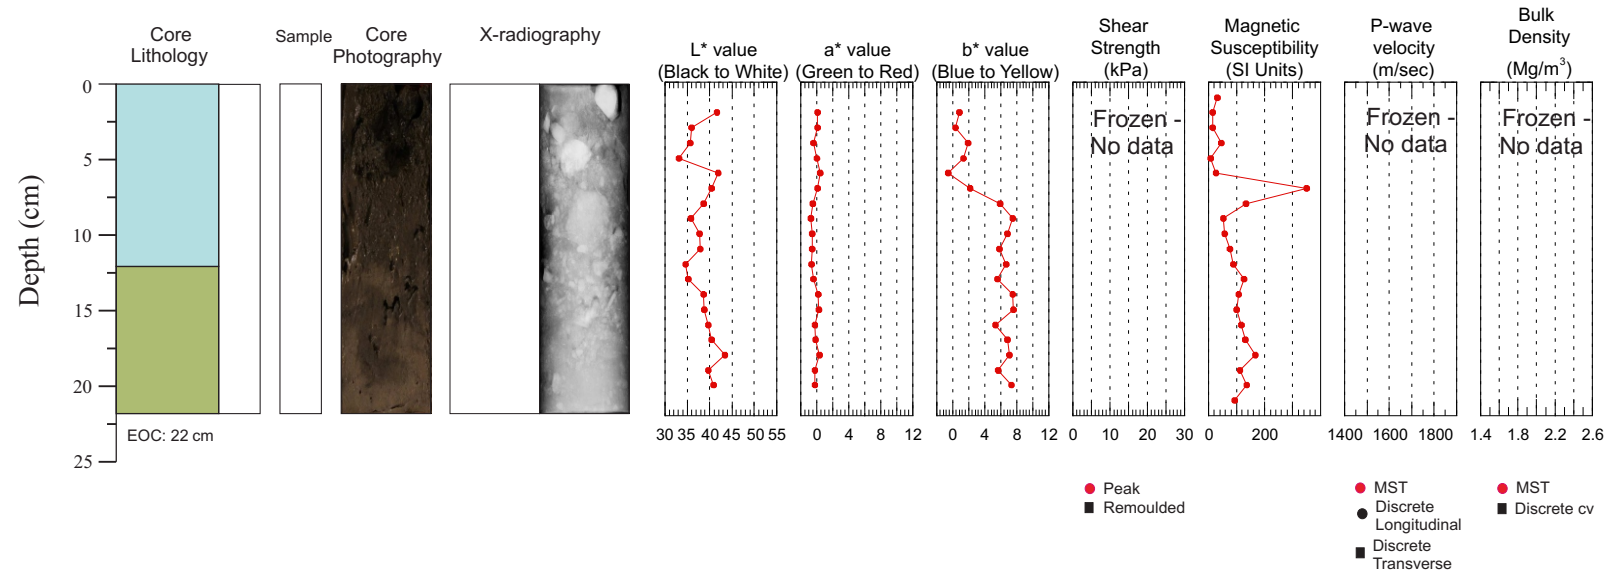 Core
Lithology
Sample
Core
Photography
X-radiography
L* value
(Black to White)
a* value
(Green to Red)
b* value
(Blue to Yellow)
Shear
Strength
(kPa)
Magnetic
Susceptibility
(SI Units)
P-wave
velocity
(m/sec)
Bulk
Density
(Mg/m³)
Depth (cm)
0
5
10
15
20
25
EOC: 22 cm
Frozen -
No data
Frozen -
No data
Frozen -
No data
30 35 40 45 50 55
0 4 8 12
0 4 8 12
0 10 20 30
0 200
1400 1600 1800
1.4 1.8 2.2 2.6
Peak
Remoulded
MST
Discrete
Longitudinal
Discrete
Transverse
MST
Discrete cv